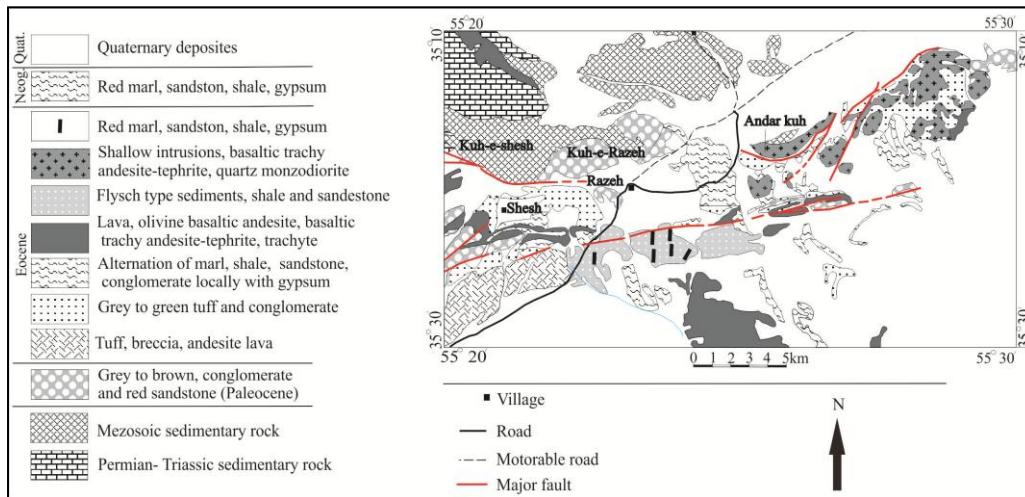 Quat.
Quaternary deposites
Neog.
Red marl, sandston, shale, gypsum
Eocene
Red marl, sandston, shale, gypsum
Shallow intrusions, basaltic trachy
andesite-tephrite, quartz monzodiorite
Flysch type sediments, shale and sandestone
Lava, olivine basaltic andesite, basaltic
trachy andesite-tephrite, trachyte
Alternation of marl, shale, sandstone,
conglomerate locally with gypsum
Grey to green tuff and conglomerate
Tuff, breccia, andesite lava
Grey to brown, conglomerate
and red sandstone (Paleocene)
Mezosoic sedimentary rock
Permian- Triassic sedimentary rock
55°20
55°30
35°10
35°10
Andar kuh
Kuh-e-shesh
Kuh-e-Razeh
Razeh
Shesh
35°30
35°30
55°20
55°30
0 1 2 3 4 5km
Village
Road
Motorable road
Major fault
N